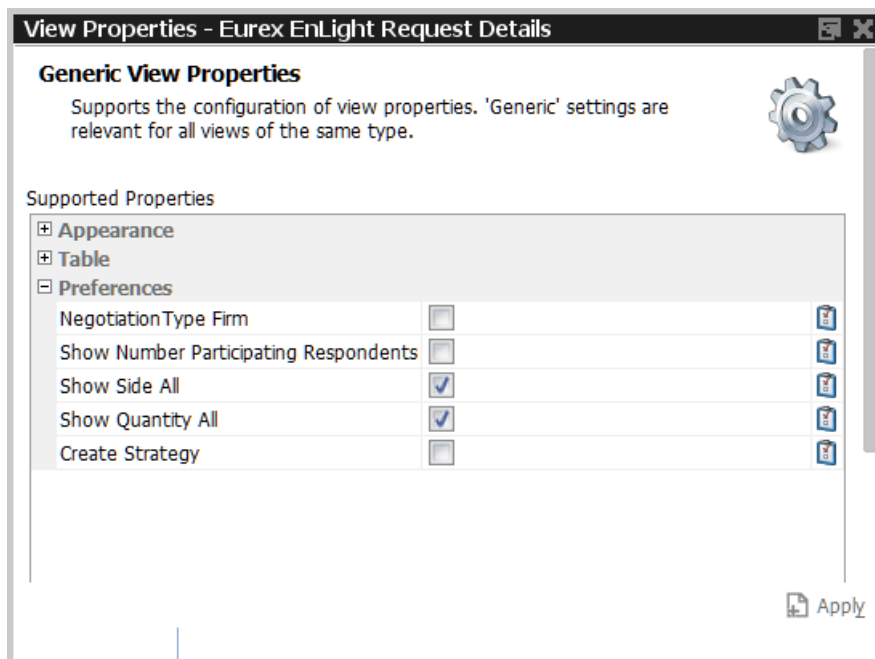 View Properties - Eurex EnLight Request Details
Generic View Properties
Supports the configuration of view properties. 'Generic' settings are
relevant for all views of the same type.
Supported Properties
Appearance
Table
Preferences
NegotiationType Firm
Show Number Participating Respondents
Show Side All
Show Quantity All
Create Strategy
Apply